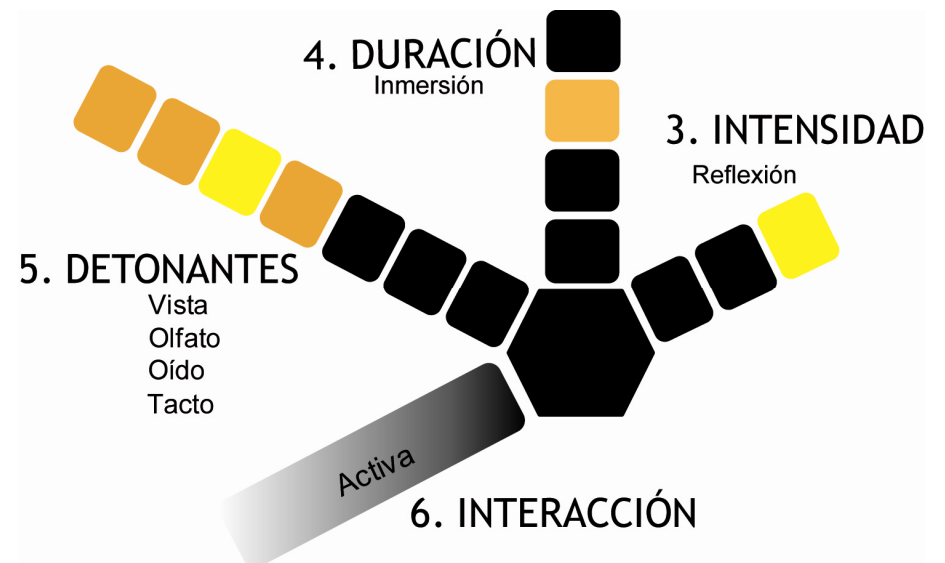 4. DURACIÓN
Inmersión
3. INTENSIDAD
Reflexión
5. DETONANTES
Vista
Olfato
Oído
Tacto
Activa
6. INTERACCIÓN